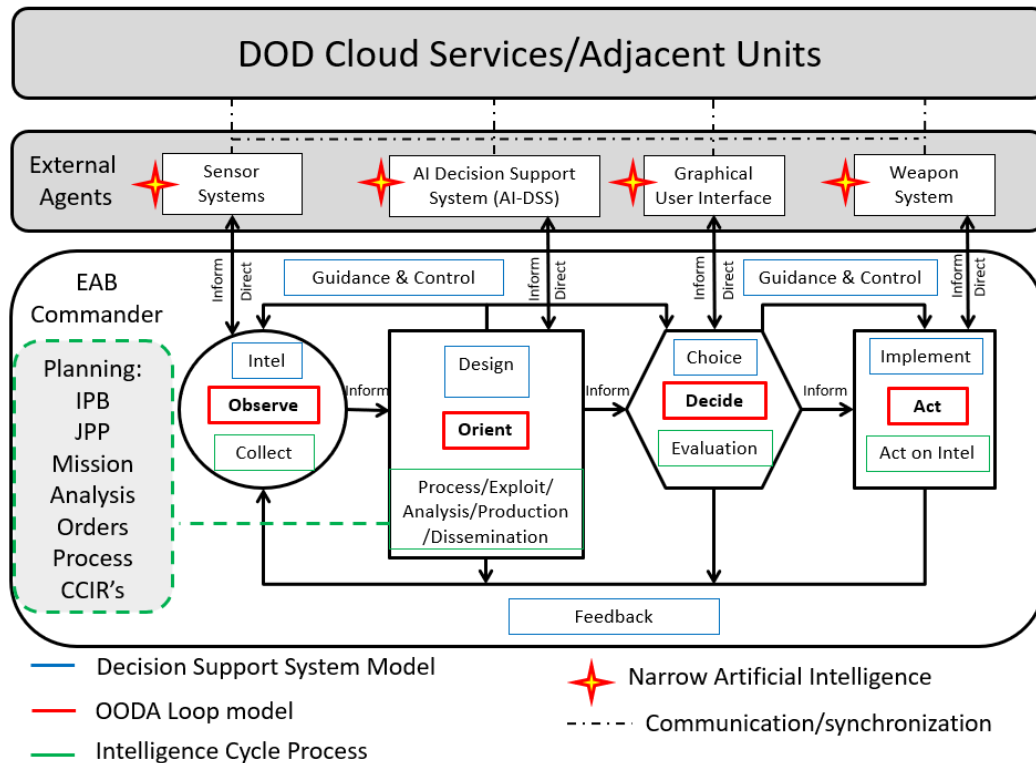 DOD Cloud Services/Adjacent Units
External
Agents
Sensor
Systems
AI Decision Support
System (AI-DSS)
Graphical
User Interface
Weapon
System
EAB
Commander
Inform
Direct
Guidance & Control
Inform
Direct
Inform
Direct
Guidance & Control
Inform
Direct
Planning:
IPB
JPP
Mission
Analysis
Orders
Process
CCIR's
Intel
Observe
Collect
Inform
Design
Orient
Process/Exploit/
Analysis/Production
/Dissemination
Inform
Choice
Decide
Evaluation
Inform
Implement
Act
Act on Intel
Feedback
Decision Support System Model
OODA Loop model
Intelligence Cycle Process
Narrow Artificial Intelligence
Communication/synchronization